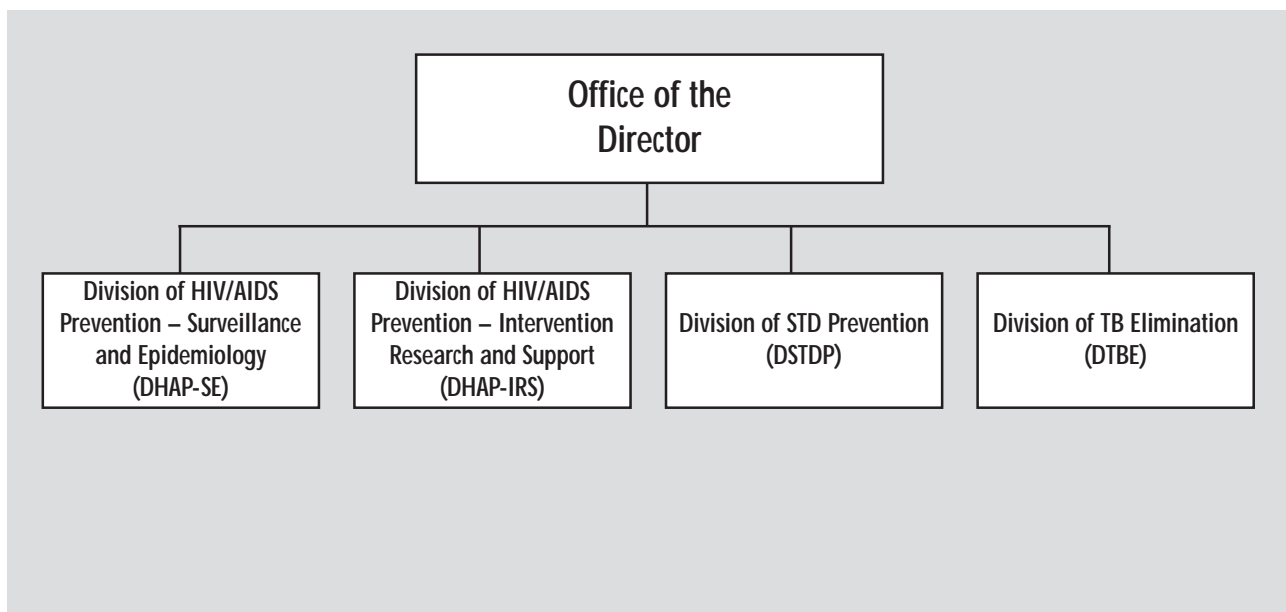 Office of the
Director
Division of HIV/AIDS
Prevention – Surveillance
and Epidemiology
(DHAP-SE)
Division of HIV/AIDS
Prevention – Intervention
Research and Support
(DHAP-IRS)
Division of STD Prevention
(DSTDP)
Division of TB Elimination
(DTBE)